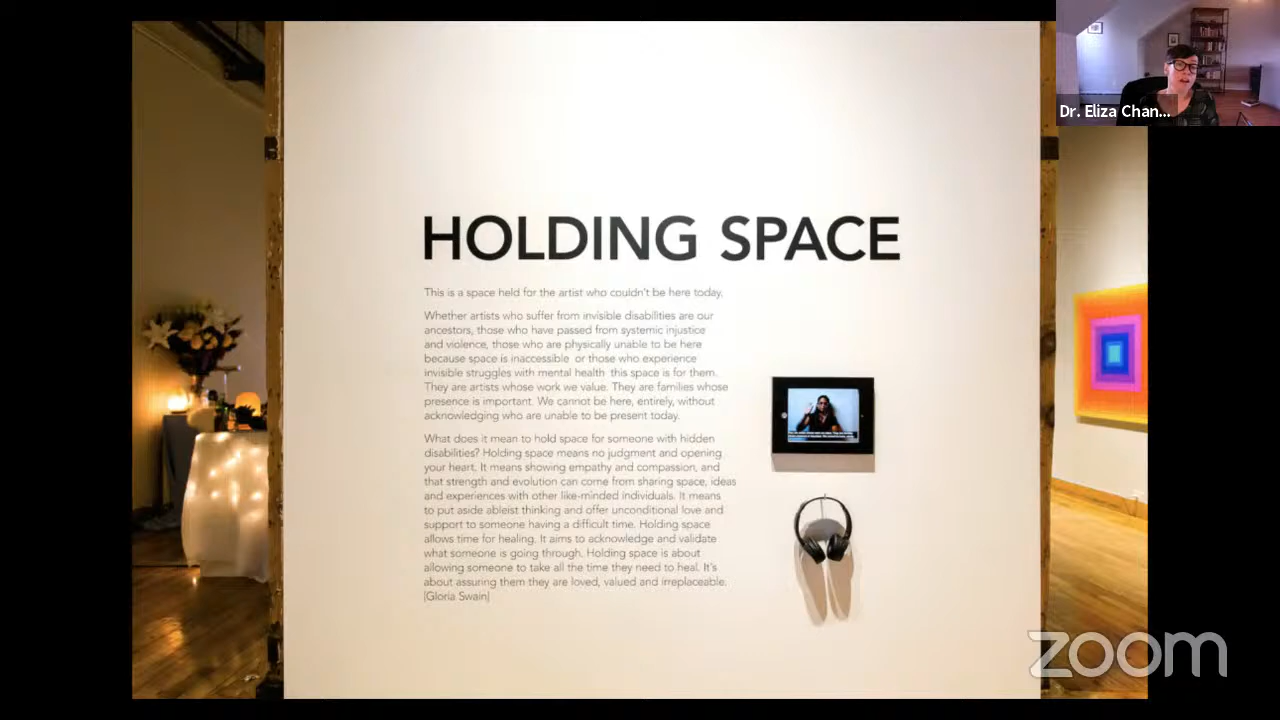 Dr. Eliza Chan...
HOLDING SPACE
This is a space held for the artist who couldn't be here today.
Whether artists who suffer from invisible disabilities are our
ancestors, those who have passed from systemic injustice
and violence, those who are physically unable to be here
because space is inaccessible or those who experience
invisible struggles with mental health this space is for them.
They are artists whose work we value. They are families whose
presence is important. We cannot be here, entirely, without
acknowledging who are unable to be present today.
What does it mean to hold space for someone with hidden
disabilities? Holding space means no judgment and opening
your heart. It means showing empathy and compassion, and
that strength and evolution can come from sharing space, ideas
and experiences with other like-minded individuals. It means
to put aside ableist thinking and offer unconditional love and
support to someone having a difficult time. Holding space
allows time for healing. It aims to acknowledge and validate
what someone is going through. Holding space is about
allowing someone to take all the time they need to heal. It's
about assuring them they are loved, valued and irreplaceable.
|Gloria Swain|
zoom